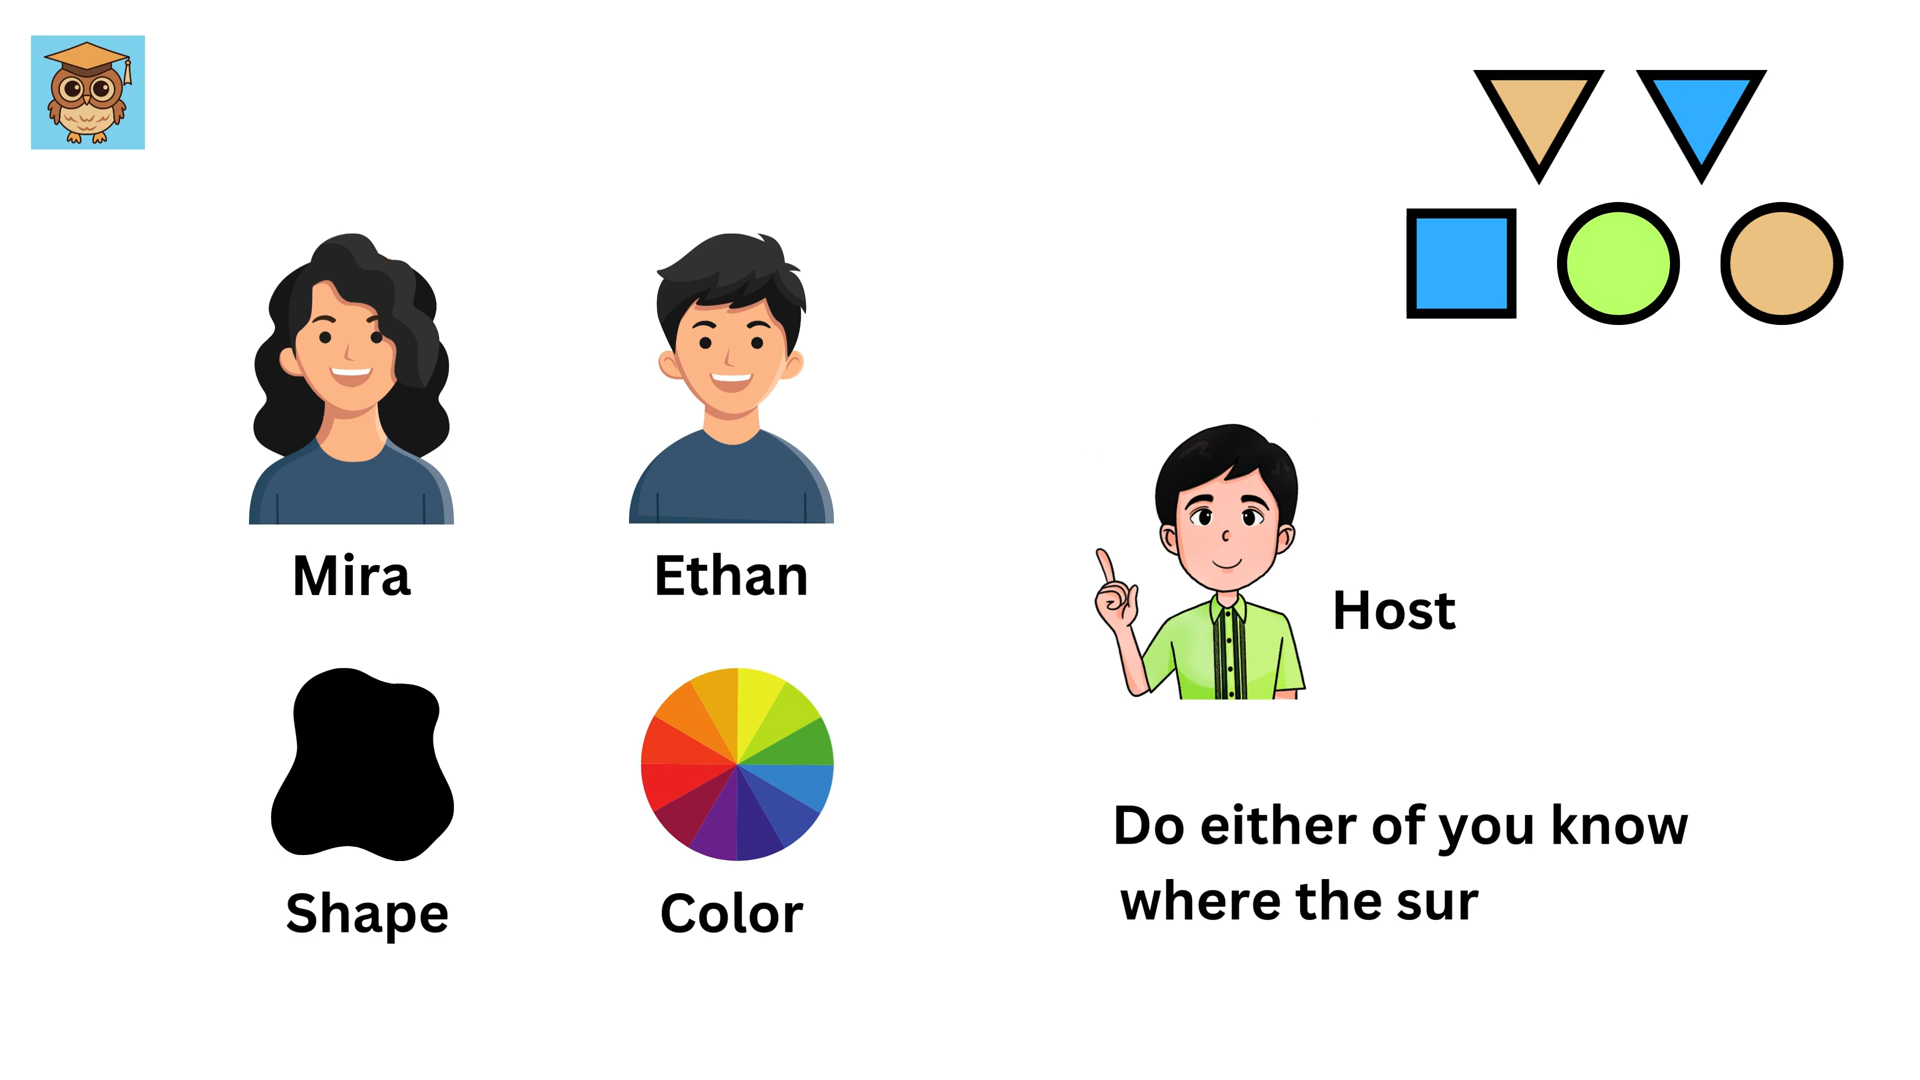 Mira
Ethan
Host
Shape
Color
Do either of you know
where the sur